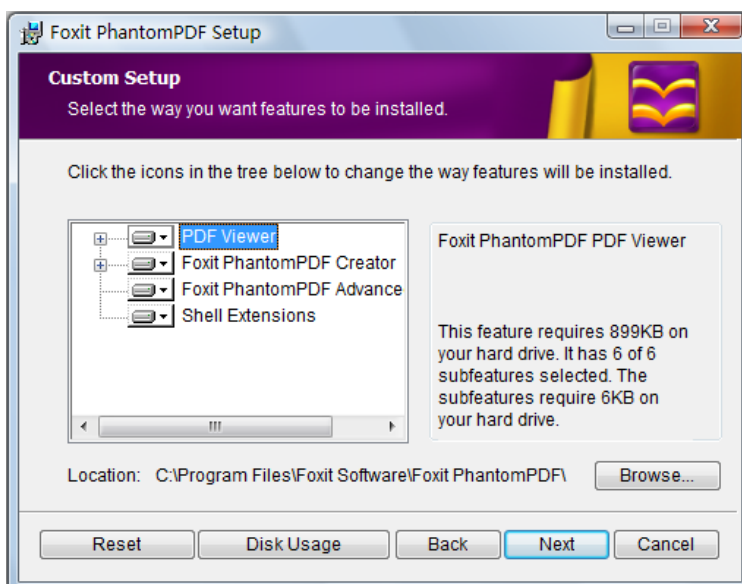 Foxit PhantomPDF Setup
Custom Setup
Select the way you want features to be installed.
Click the icons in the tree below to change the way features will be installed.
PDF Viewer
Foxit PhantomPDF Creator
Foxit PhantomPDF Advance
Shell Extensions
Foxit PhantomPDF PDF Viewer
This feature requires 899KB on
your hard drive. It has 6 of 6
subfeatures selected. The
subfeatures require 6KB on
your hard drive.
Location: C:\Program Files\Foxit Software\Foxit PhantomPDF\ Browse...
Reset Disk Usage Back Next Cancel